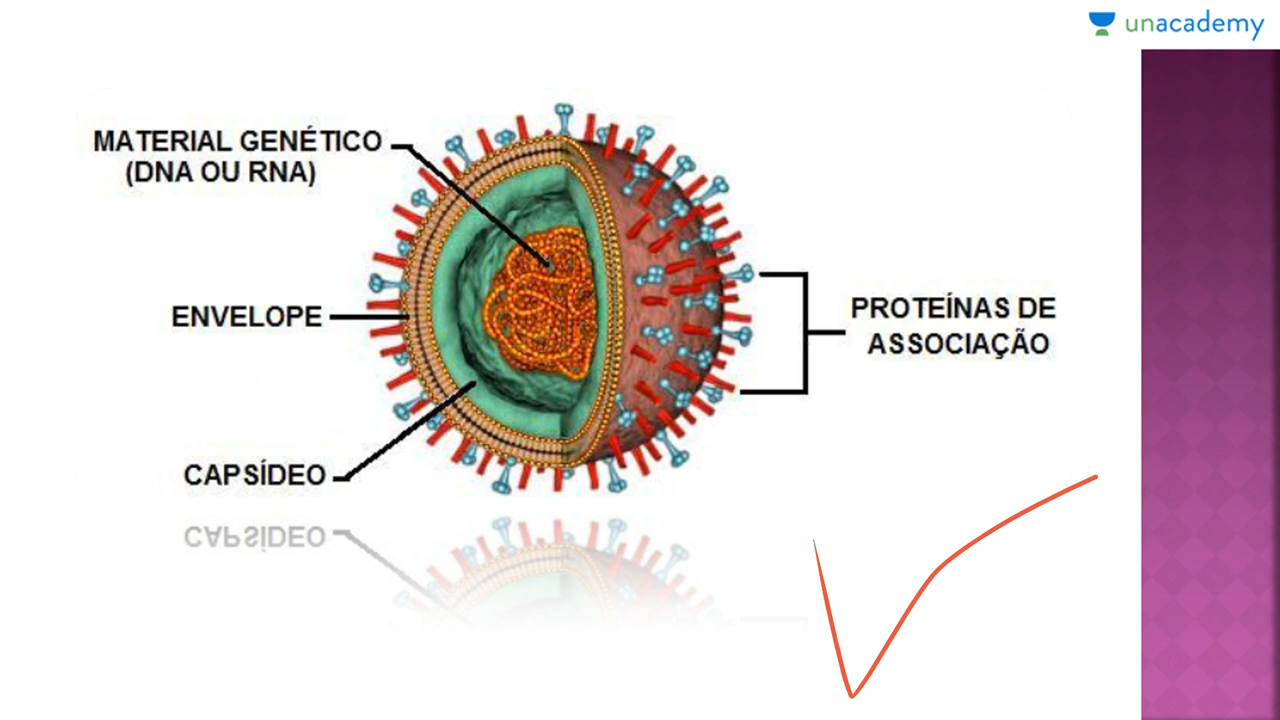 unacademy
MATERIAL GENÉTICO
(DNA OU RNA)
ENVELOPE
PROTEÍNAS DE
ASSOCIAÇÃO
CAPSÍDEO
CAPSÍDEO